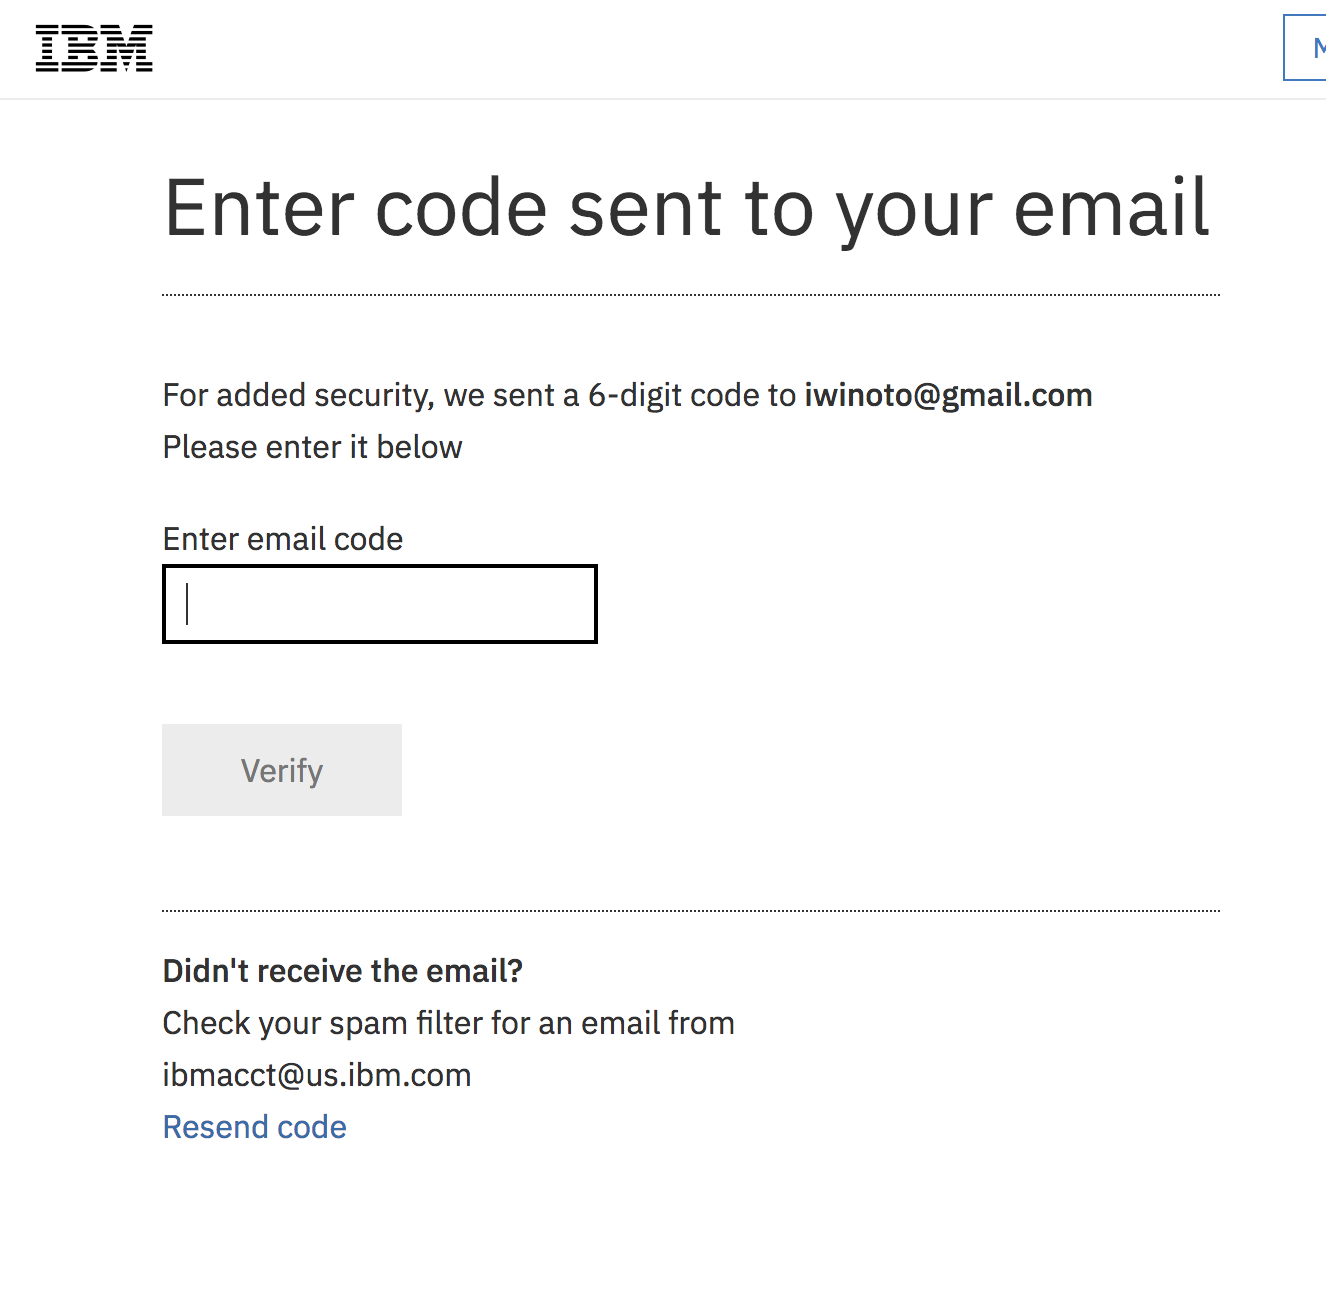 IBM
M
Enter code sent to your email
For added security, we sent a 6-digit code to iwinoto@gmail.com
Please enter it below
Enter email code
Verify
Didn't receive the email?
Check your spam filter for an email from
ibmacct@us.ibm.com
Resend code